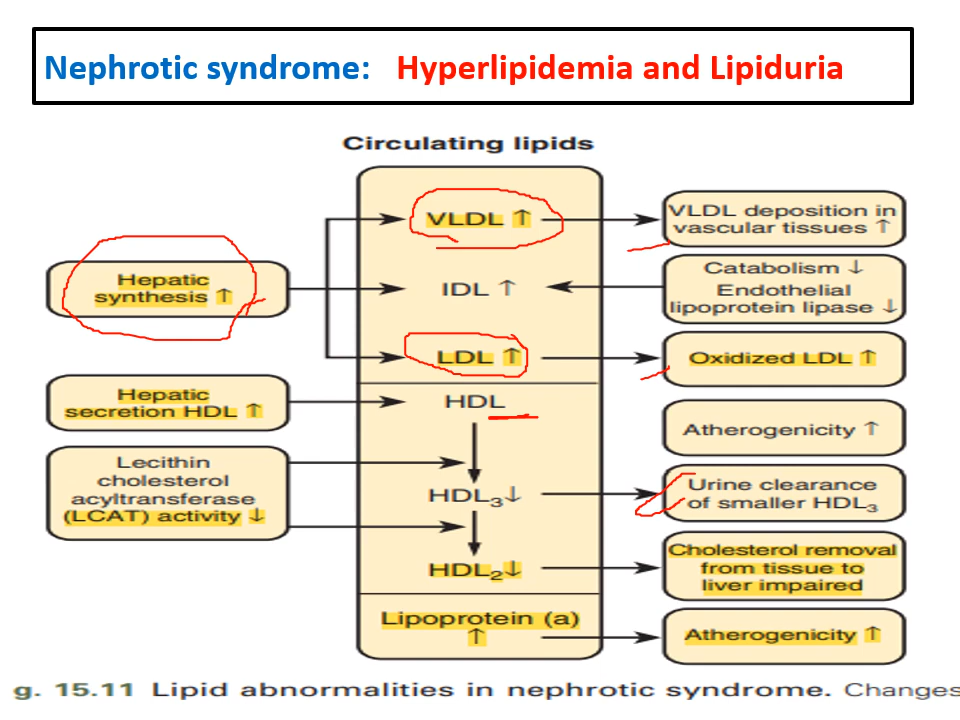 Nephrotic syndrome: Hyperlipidemia and Lipiduria
Circulating lipids
Hepatic
synthesis ↑
Hepatic
secretion HDL ↑
Lecithin
cholesterol
acyltransferase
(LCAT) activity ↓
VLDL ↑
IDL ↑
LDL ↑
HDL
HDL₃↓
HDL₂↓
Lipoprotein (a)
↑
VLDL deposition in
vascular tissues ↑
Catabolism ↓
Endothelial
lipoprotein lipase ↓
Oxidized LDL ↑
Atherogenicity ↑
Urine clearance
of smaller HDL₃
Cholesterol removal
from tissue to
liver impaired
Atherogenicity ↑
g. 15.11 Lipid abnormalities in nephrotic syndrome. Changes